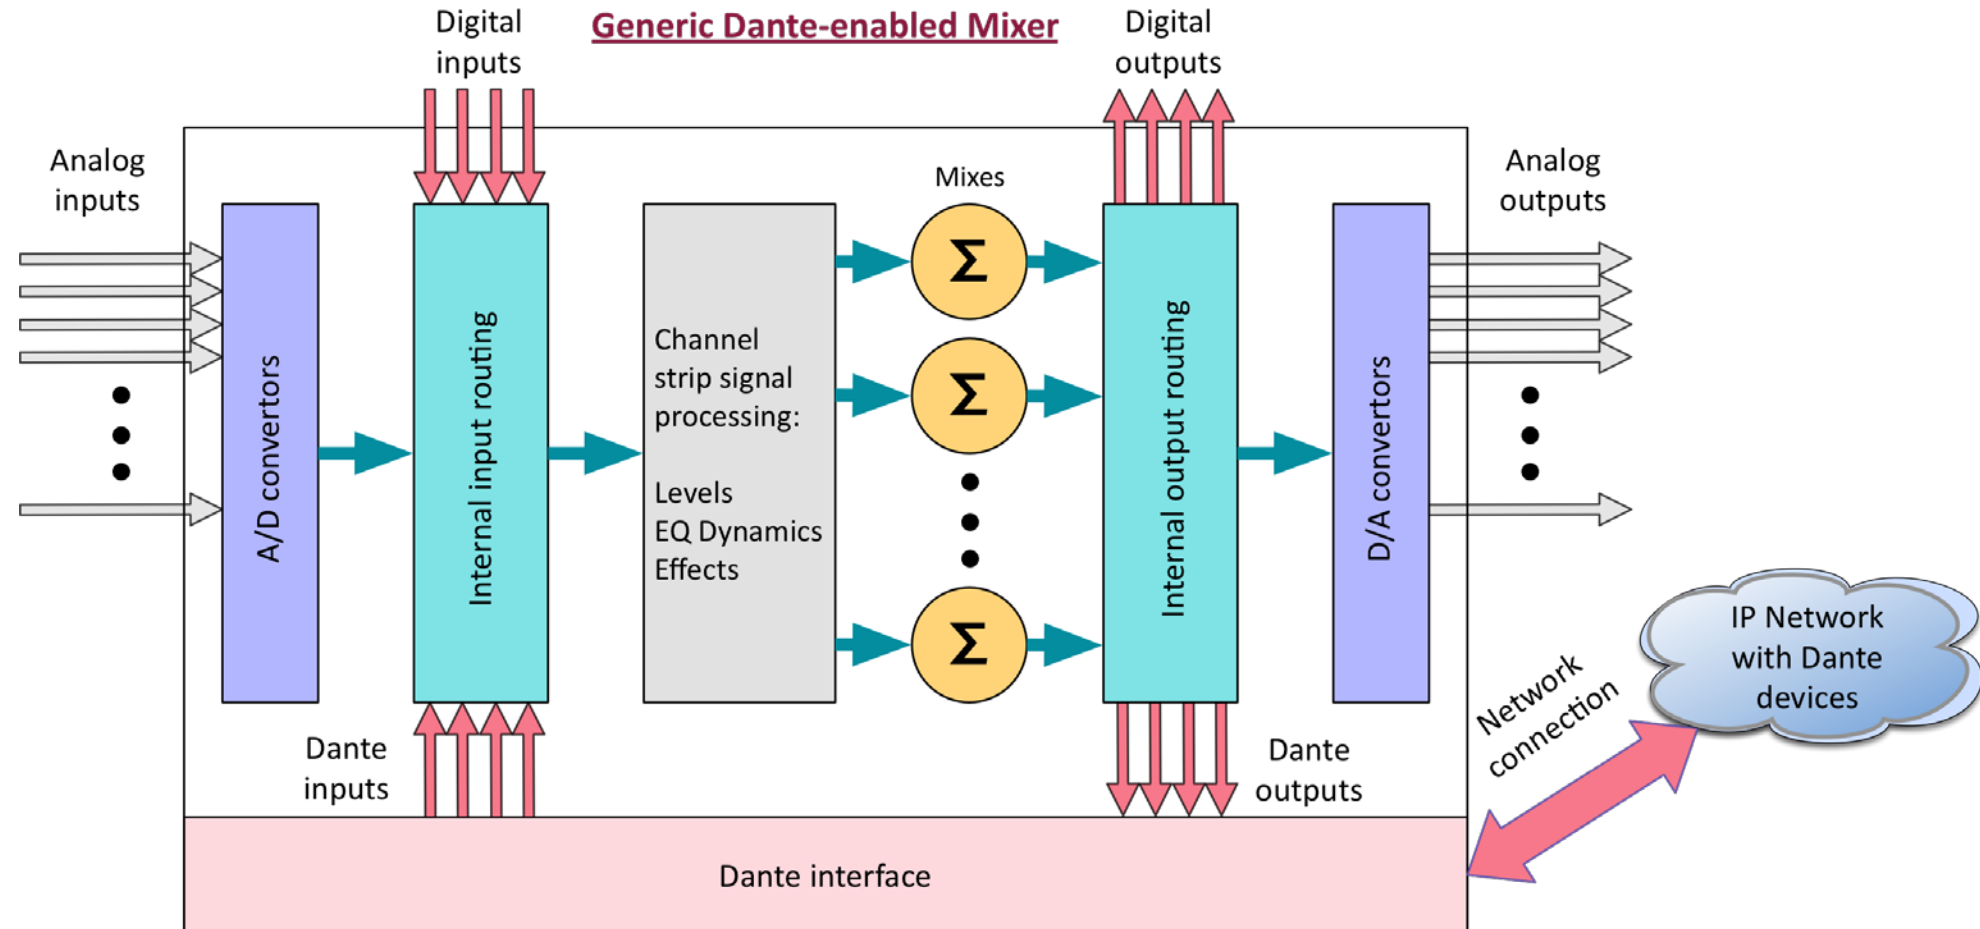 Generic Dante-enabled Mixer
Digital
inputs
Digital
outputs
Analog
inputs
Mixes
Analog
outputs
A/D convertors
Internal input routing
Channel
strip signal
processing:
Levels
EQ Dynamics
Effects
Σ
Σ
Σ
Internal output routing
D/A convertors
IP Network
with Dante
devices
Network
connection
Dante
inputs
Dante
outputs
Dante interface